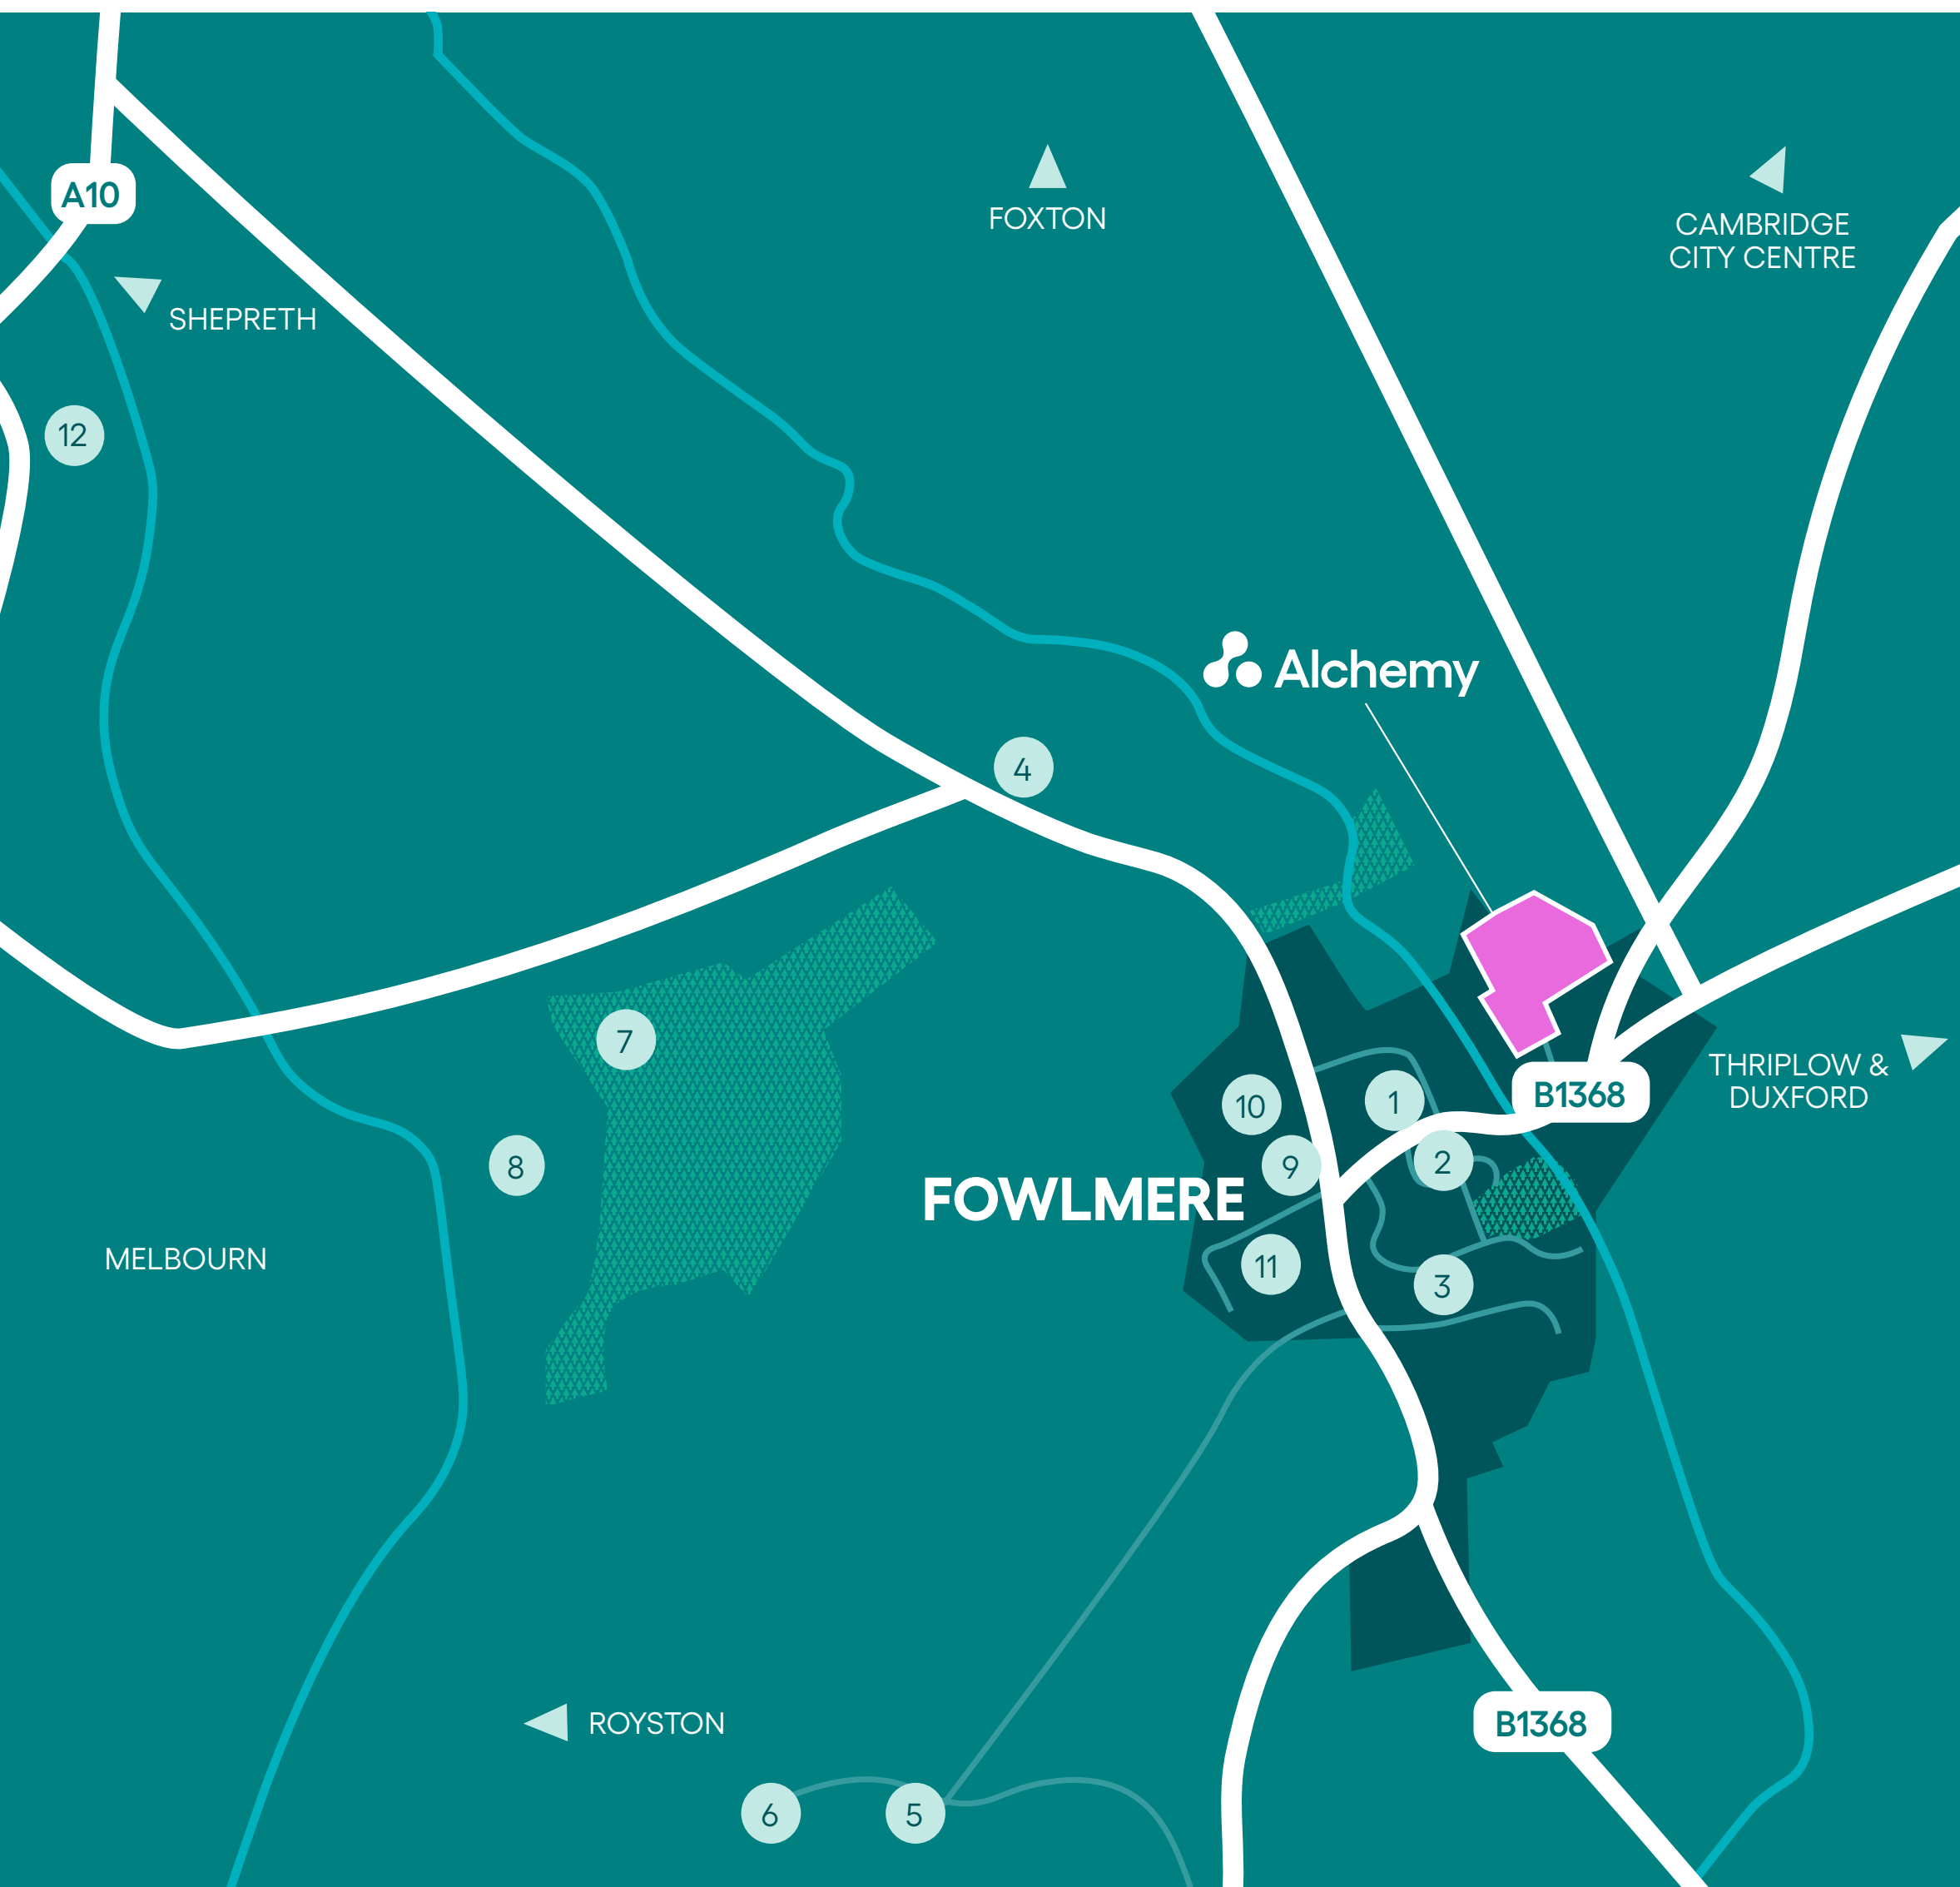 A10
FOXTON
CAMBRIDGE
CITY CENTRE
SHEPRETH
12
Alchemy
4
7
THRIPLOW &
DUXFORD
B1368
10
1
8
9
2
FOWLMERE
MELBOURN
11
3
ROYSTON
B1368
6
5